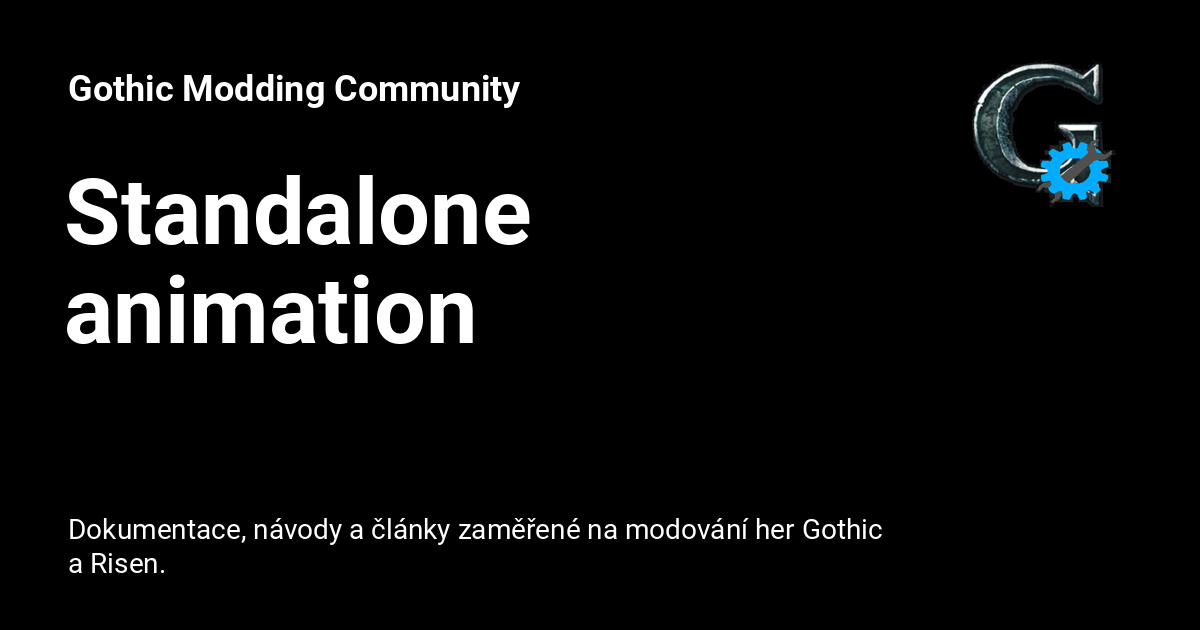 Gothic Modding Community
Standalone
animation
Dokumentace, návody a články zaměřené na modování her Gothic
a Risen.